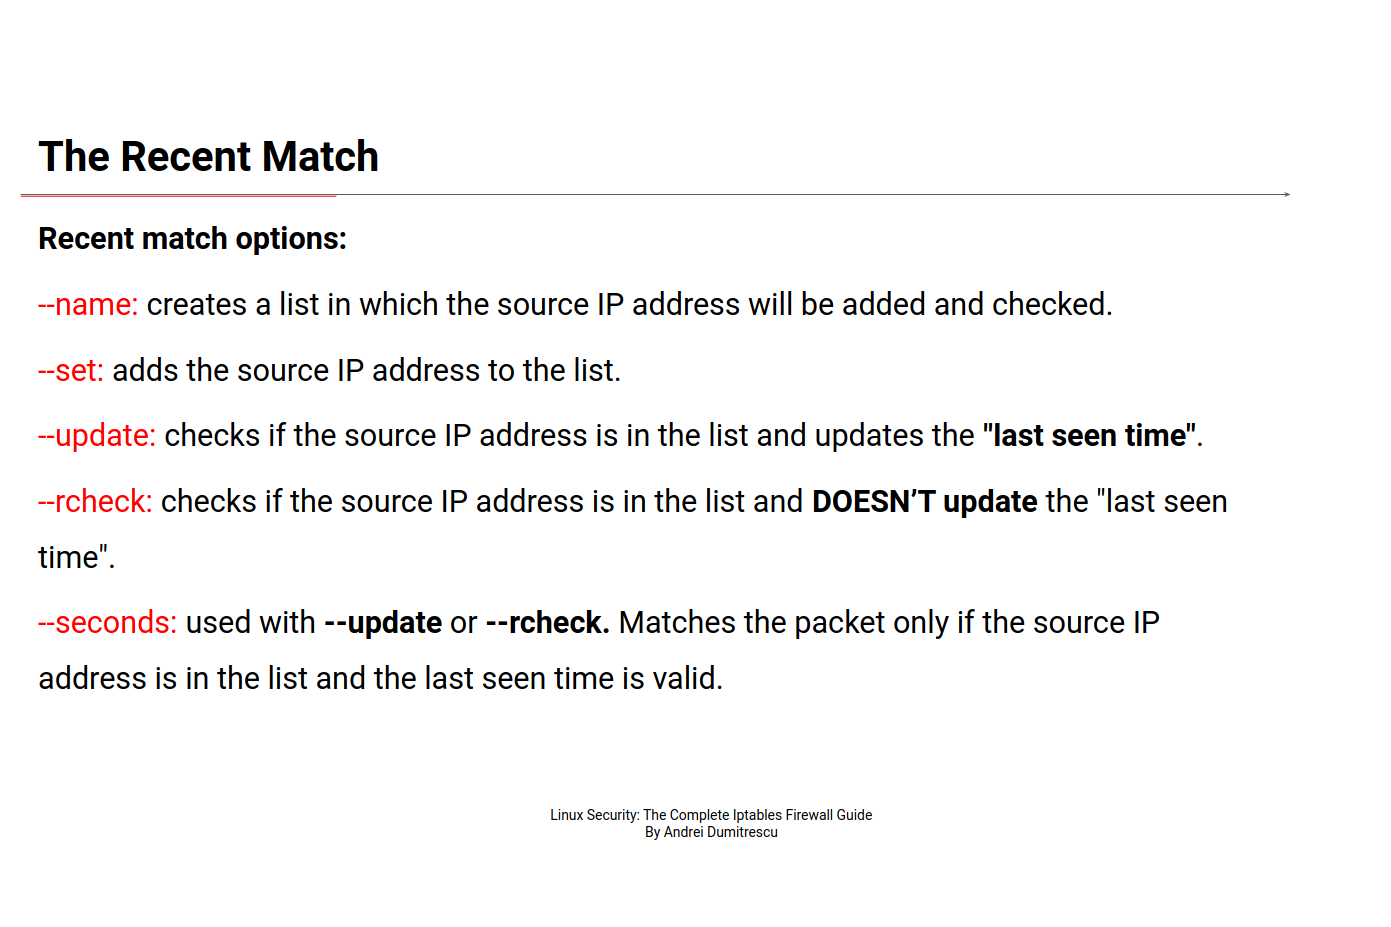 The Recent Match
Recent match options:
--name: creates a list in which the source IP address will be added and checked.
--set: adds the source IP address to the list.
--update: checks if the source IP address is in the list and updates the "last seen time".
--rcheck: checks if the source IP address is in the list and DOESN’T update the "last seen
time".
--seconds: used with --update or --rcheck. Matches the packet only if the source IP
address is in the list and the last seen time is valid.
Linux Security: The Complete Iptables Firewall Guide
By Andrei Dumitrescu